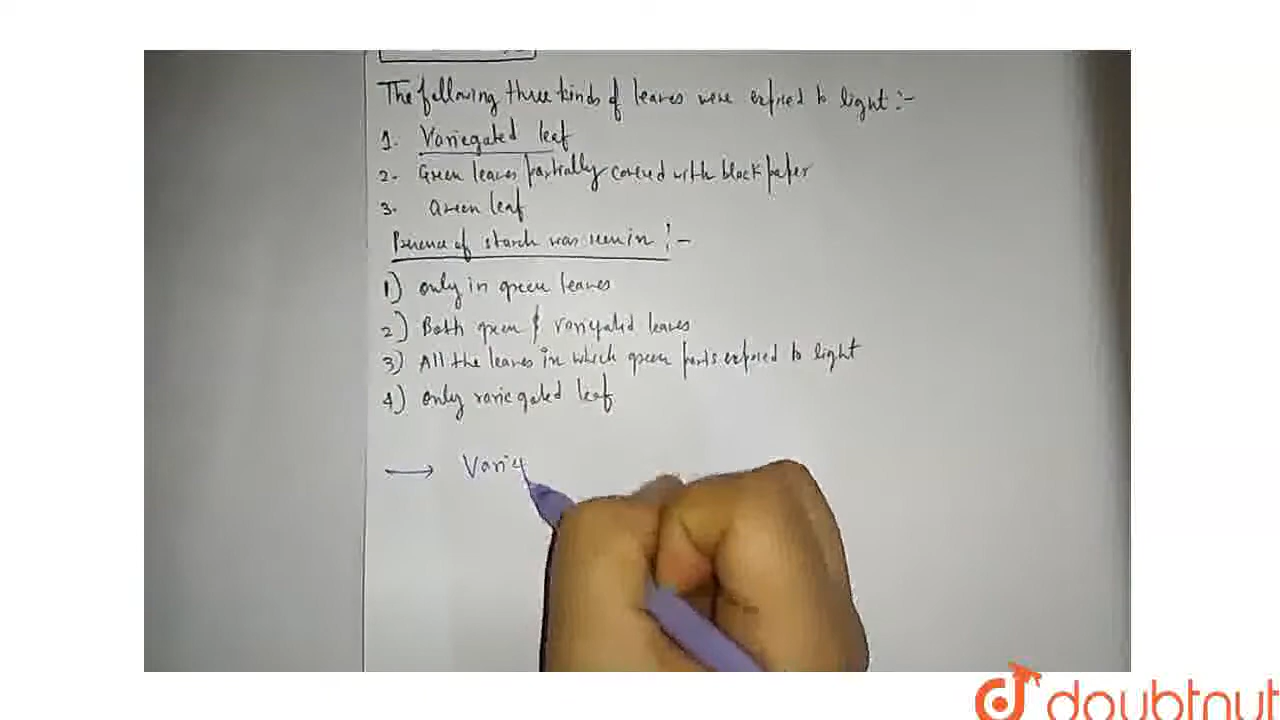 The following three kinds of leaves were exposed to light :-
1. Variegated leaf
2. Green leaves partially covered with black paper
3. Green leaf
Presence of starch was seen in :-
1) only in green leaves
2) Both green & variegated leaves
3) All the leaves in which green parts exposed to light
4) only variegated leaf
→ Varieg
doubtnut